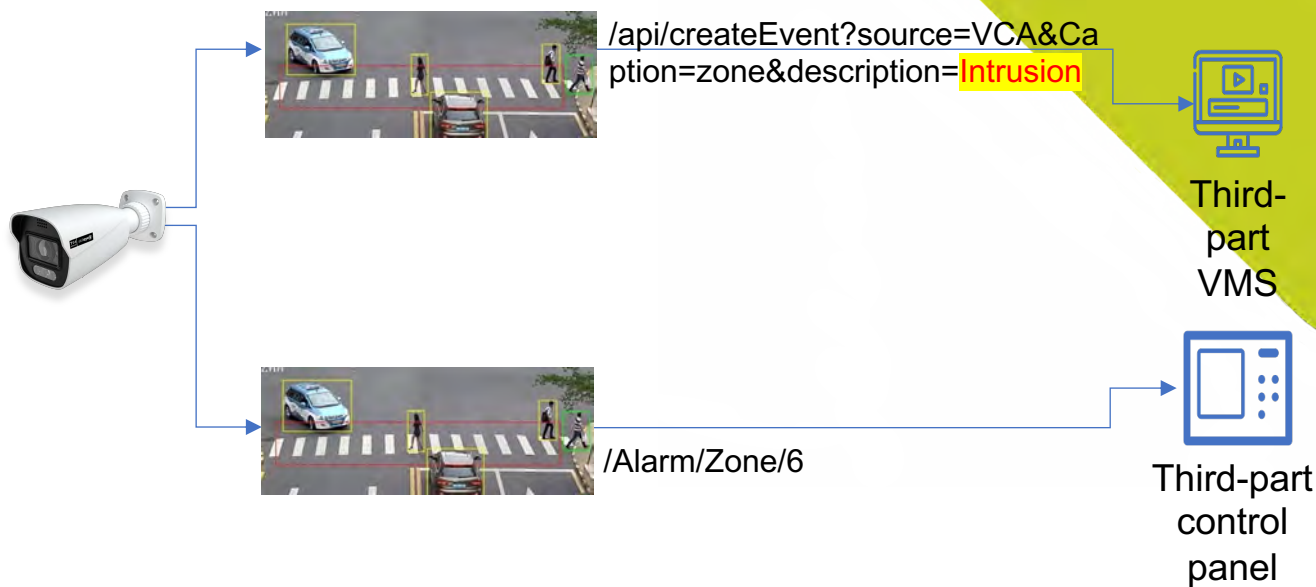 /api/createEvent?source=VCA&Ca
ption=zone&description=Intrusion
Third-
part
VMS
/Alarm/Zone/6
Third-part
control
panel